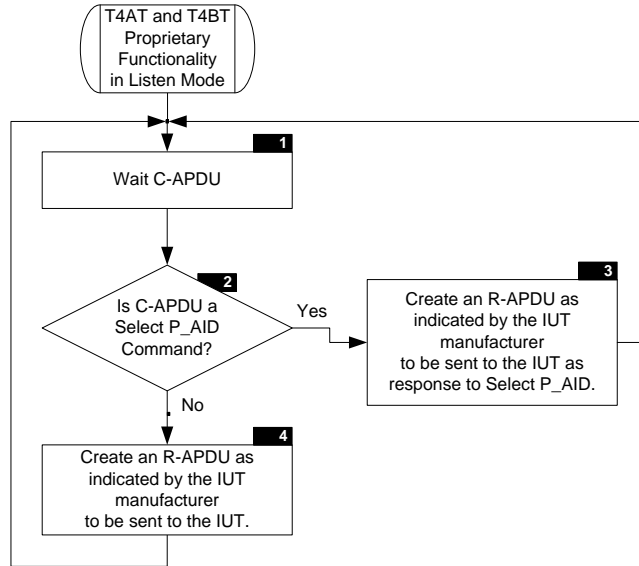 T4AT and T4BT
Proprietary
Functionality
in Listen Mode
1
Wait C-APDU
2
Is C-APDU a
Select P_AID
Command?
Yes
3
Create an R-APDU as
indicated by the IUT
manufacturer
to be sent to the IUT as
response to Select P_AID.
No
4
Create an R-APDU as
indicated by the IUT
manufacturer
to be sent to the IUT.